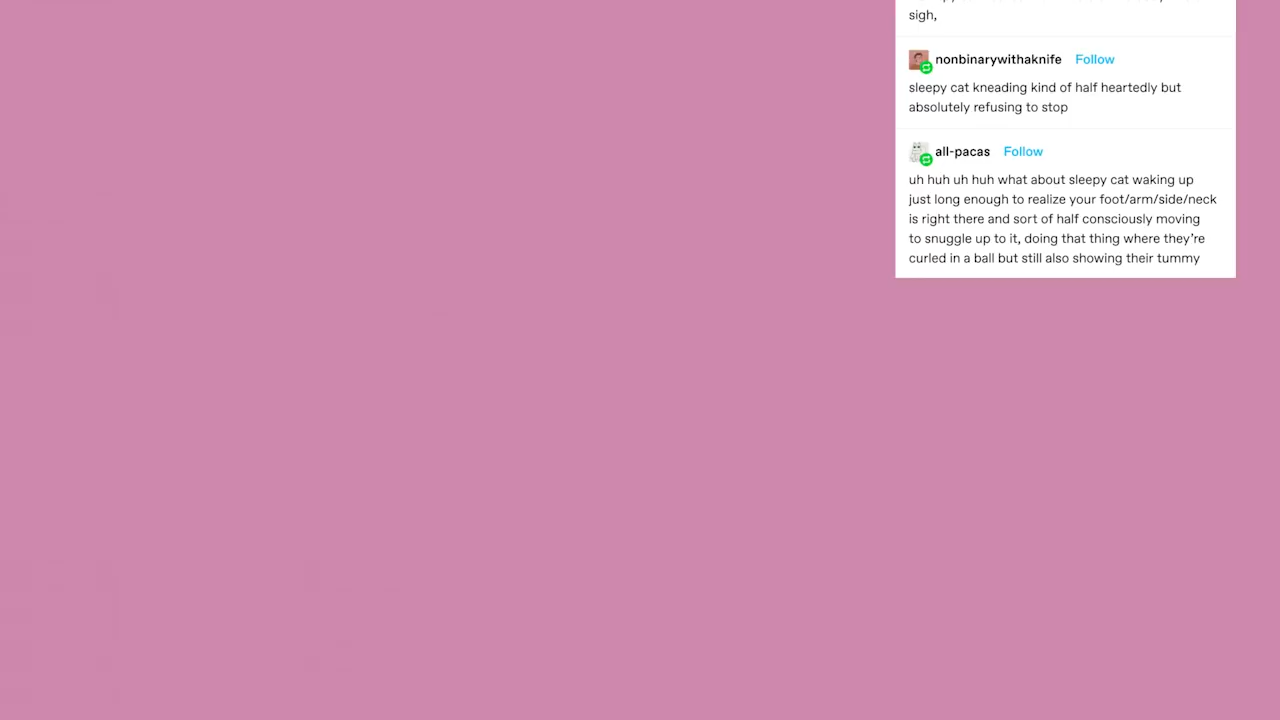 sigh,
nonbinarywithaknife Follow
sleepy cat kneading kind of half heartedly but
absolutely refusing to stop
all-pacas Follow
uh huh uh huh what about sleepy cat waking up
just long enough to realize your foot/arm/side/neck
is right there and sort of half consciously moving
to snuggle up to it, doing that thing where they’re
curled in a ball but still also showing their tummy